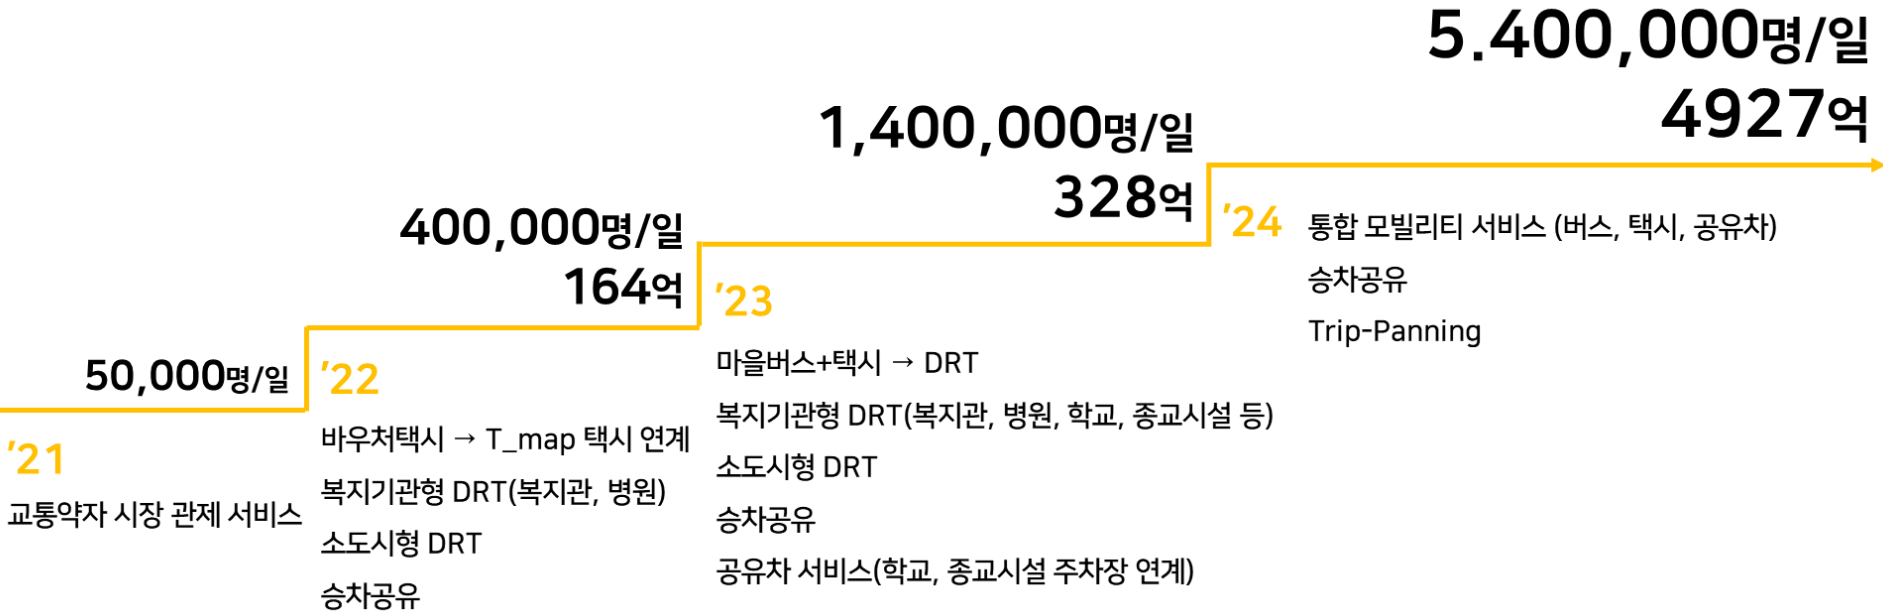 50,000명/일
’21
교통약자 시장 관제 서비스
400,000명/일
164억
’22
바우처택시 → T_map 택시 연계
복지기관형 DRT(복지관, 병원)
소도시형 DRT
승차공유
1,400,000명/일
328억
’23
마을버스+택시 → DRT
복지기관형 DRT(복지관, 병원, 학교, 종교시설 등)
소도시형 DRT
승차공유
공유차 서비스(학교, 종교시설 주차장 연계)
5.400,000명/일
4927억
’24
통합 모빌리티 서비스 (버스, 택시, 공유차)
승차공유
Trip-Panning